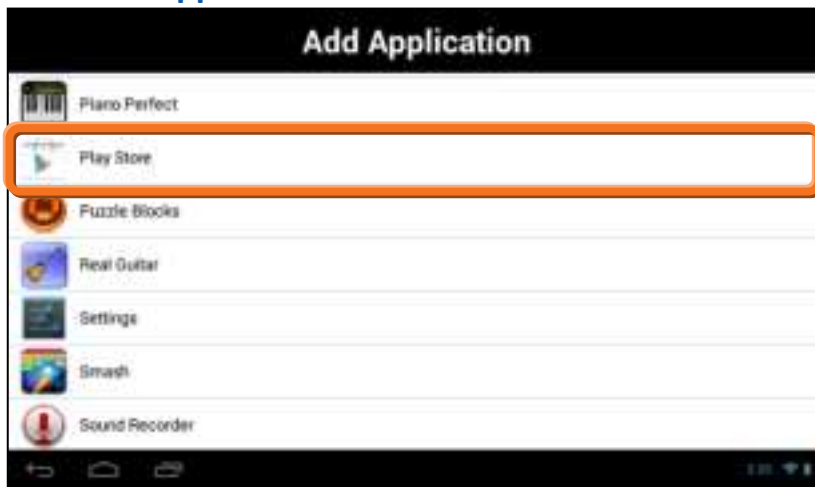 Add Application
Piano Perfect
Play Store
Puzzle Blocks
Real Guitar
Settings
Smash
Sound Recorder